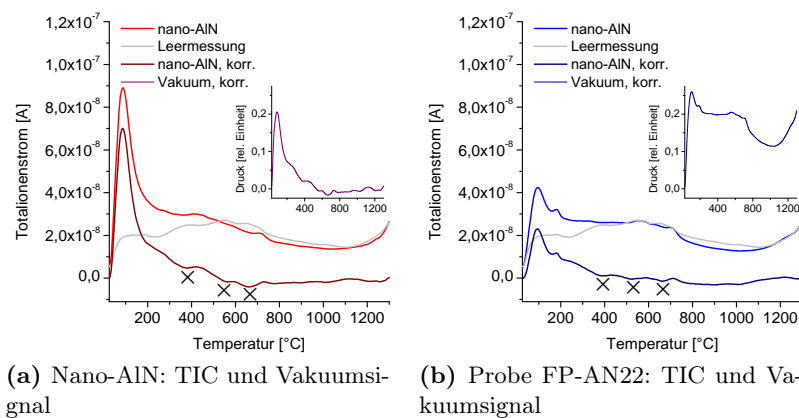 1,2x10⁻⁷
1,0x10⁻⁷
8,0x10⁻⁸
6,0x10⁻⁸
4,0x10⁻⁸
2,0x10⁻⁸
0,0
Totalionenstrom [A]
nano-AlN
Leermessung
nano-AlN, korr.
Vakuum, korr.
Druck [rel. Einheit]
0,2
0,1
0,0
400 800 1200
200 400 600 800 1000 1200
Temperatur [°C]
(a) Nano-AlN: TIC und Vakuumsi-
gnal
1,2x10⁻⁷
1,0x10⁻⁷
8,0x10⁻⁸
6,0x10⁻⁸
4,0x10⁻⁸
2,0x10⁻⁸
0,0
Totalionenstrom [A]
nano-AlN
Leermessung
nano-AlN, korr.
Vakuum, korr.
Druck [rel. Einheit]
0,2
0,1
0,0
400 800 1200
200 400 600 800 1000 1200
Temperatur [°C]
(b) Probe FP-AN22: TIC und Va-
kuumsignal